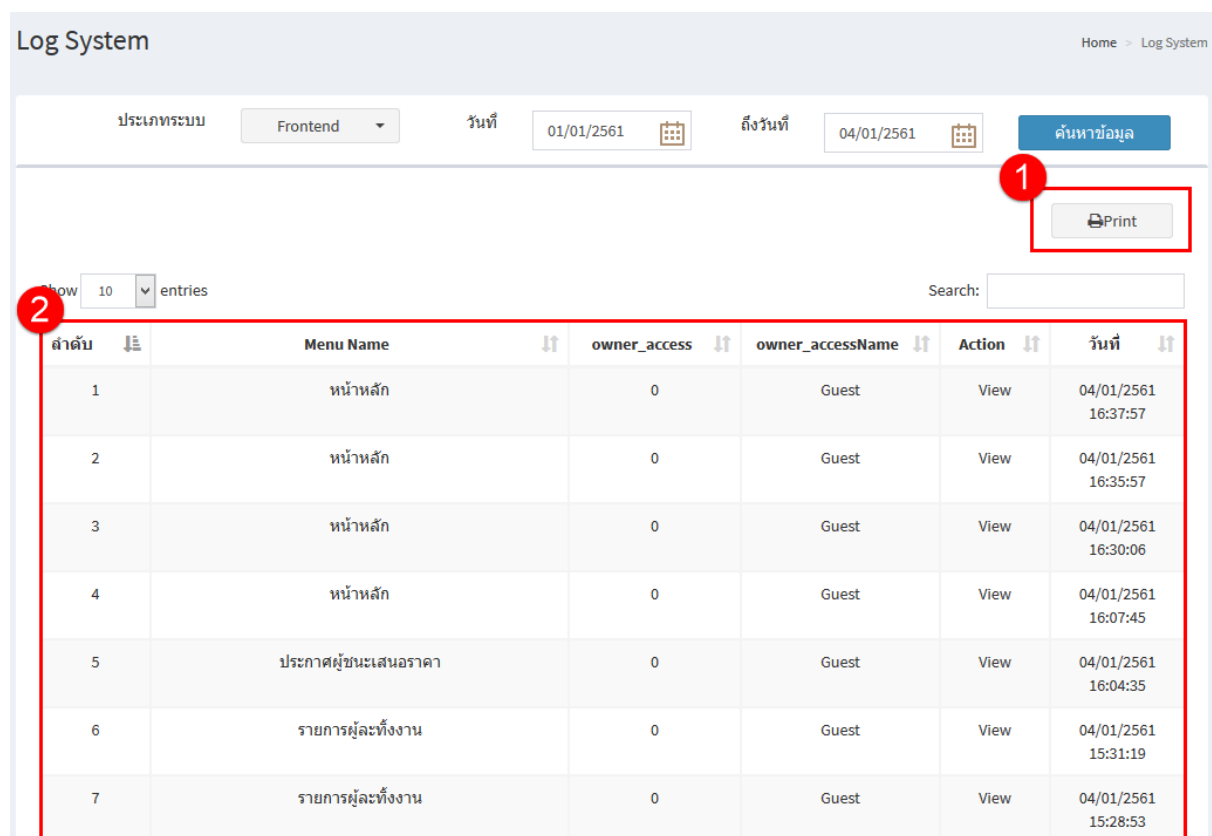 Log System
Home > Log System
ประเภทระบบ Frontend วันที่ 01/01/2561 ถึงวันที่ 04/01/2561 ค้นหาข้อมูล
1
Print
Show 10 entries Search:
2
ลำดับ Menu Name owner_access owner_accessName Action วันที่
1 หน้าหลัก 0 Guest View 04/01/2561
16:37:57
2 หน้าหลัก 0 Guest View 04/01/2561
16:35:57
3 หน้าหลัก 0 Guest View 04/01/2561
16:30:06
4 หน้าหลัก 0 Guest View 04/01/2561
16:07:45
5 ประกาศผู้ชนะเสนอราคา 0 Guest View 04/01/2561
16:04:35
6 รายการผู้ละทิ้งงาน 0 Guest View 04/01/2561
15:31:19
7 รายการผู้ละทิ้งงาน 0 Guest View 04/01/2561
15:28:53